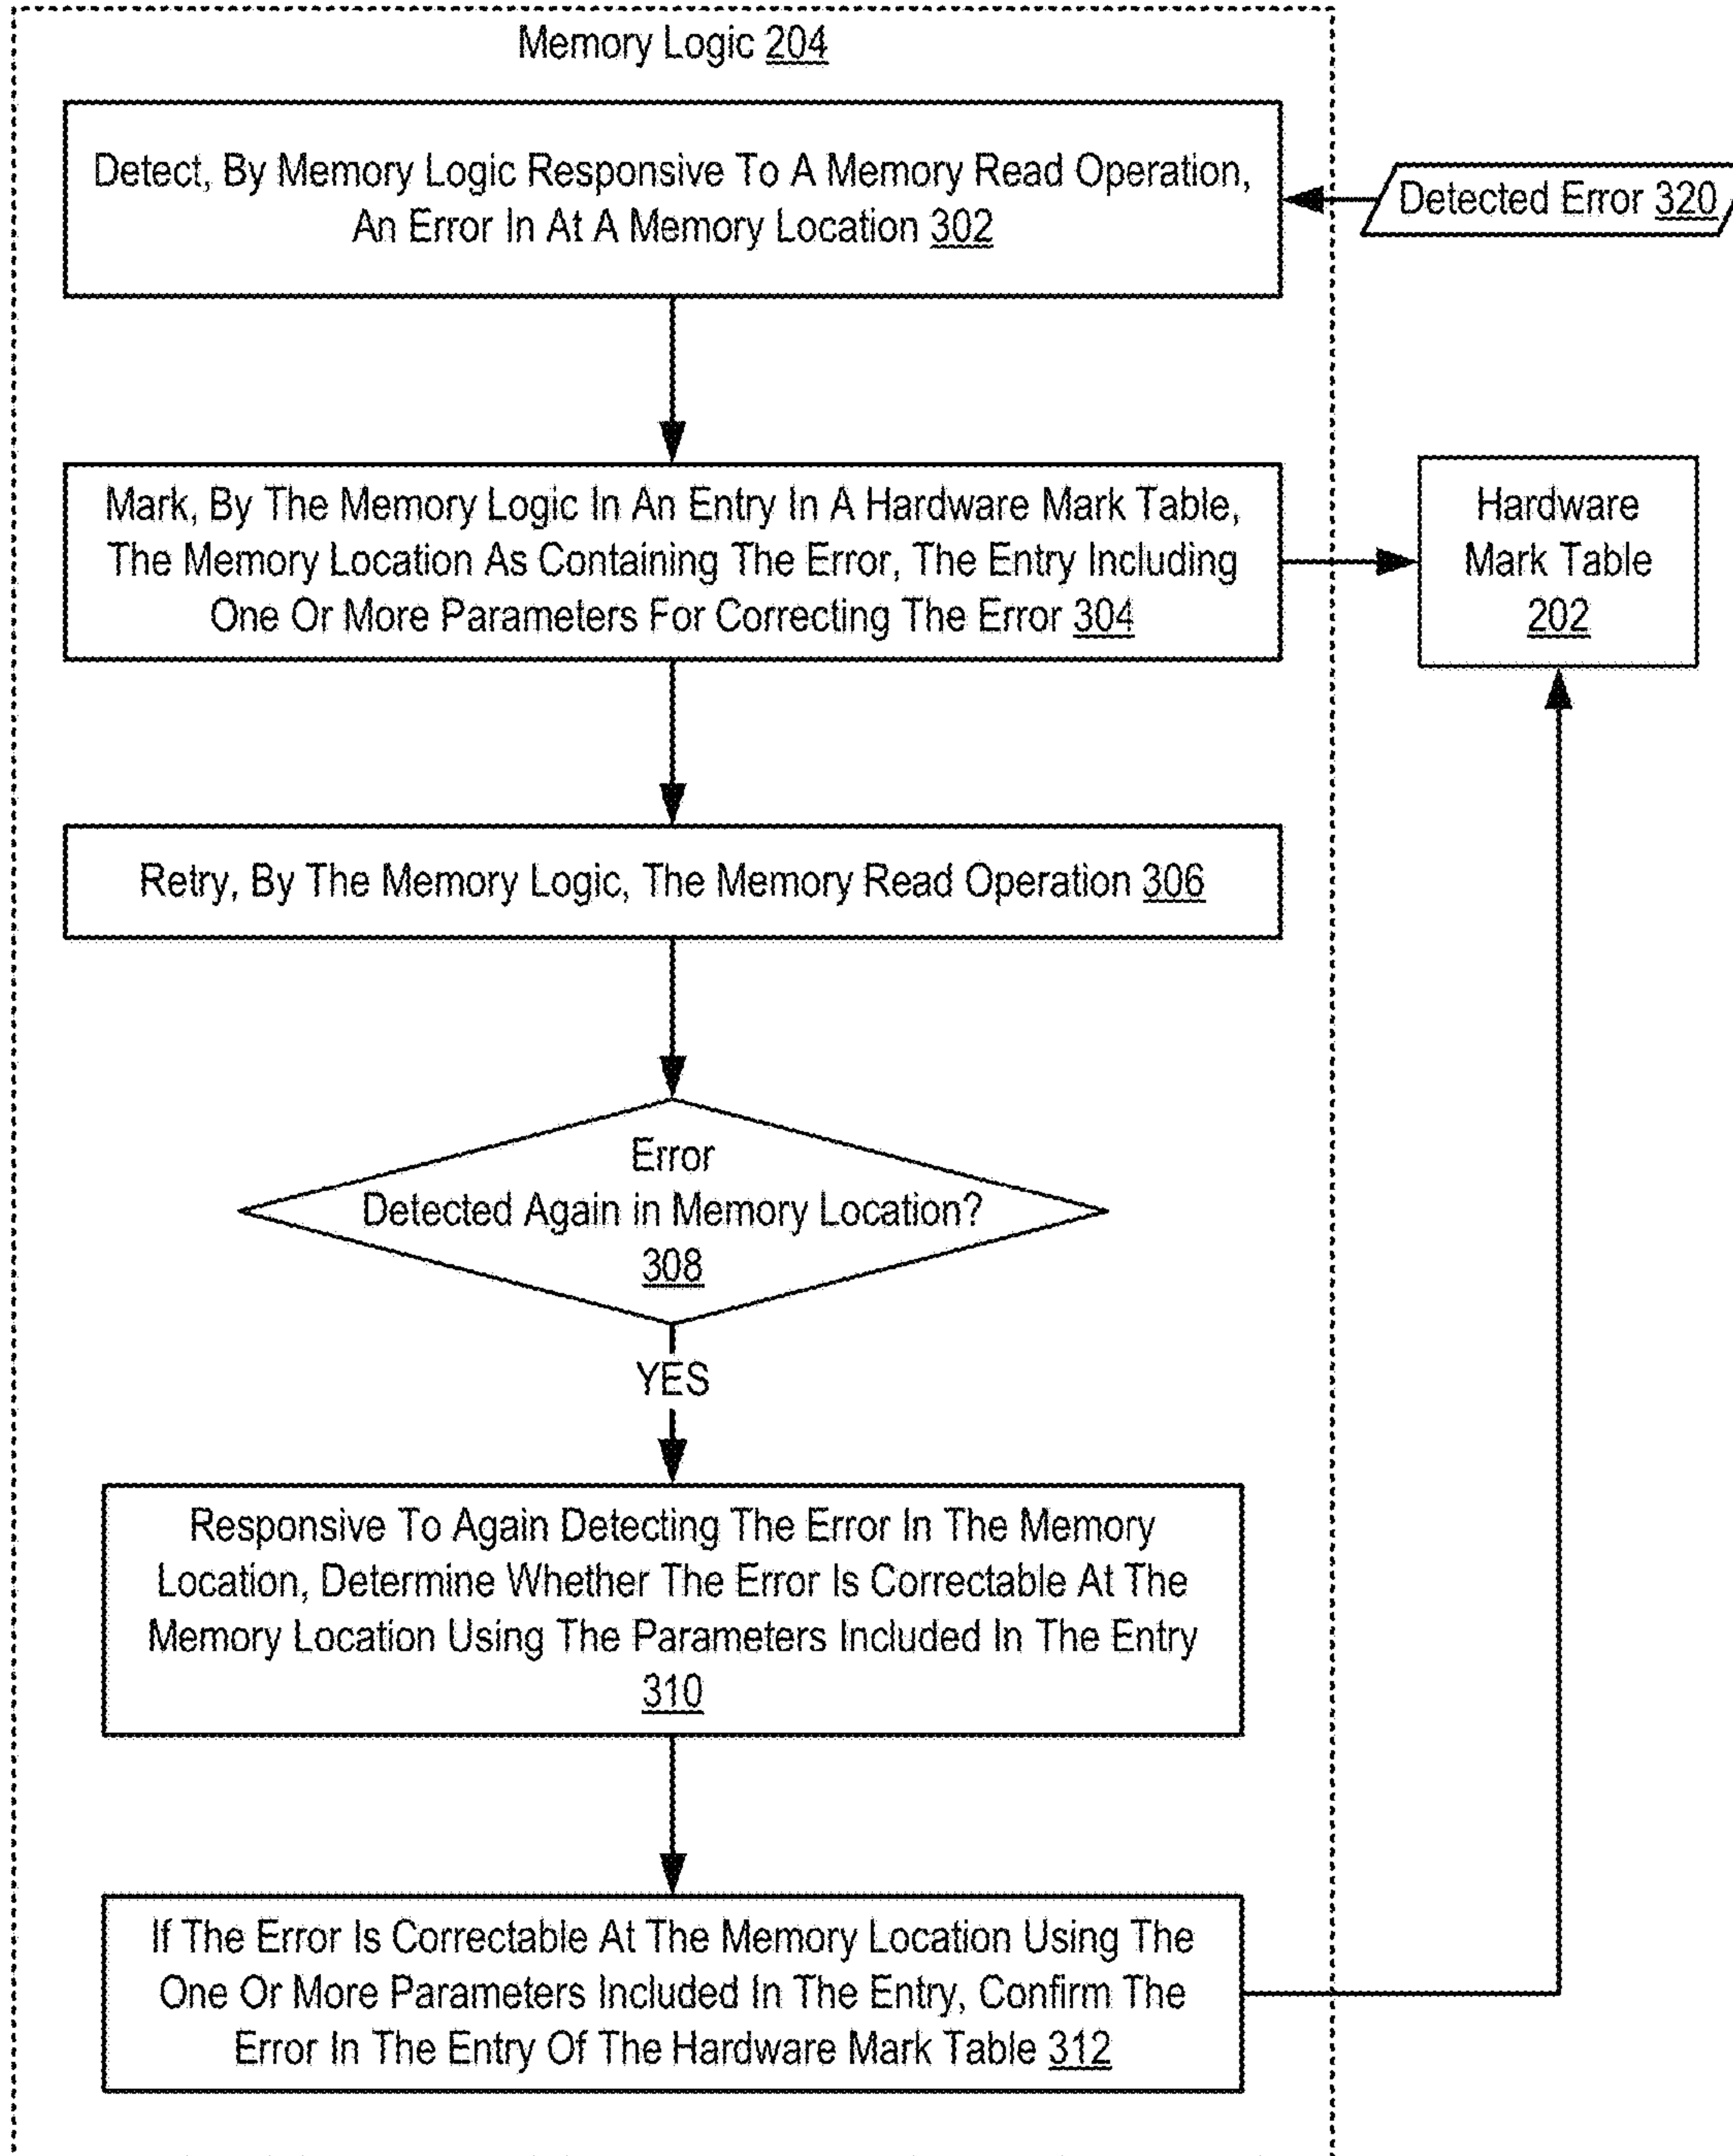 Memory Logic 204
Detect, By Memory Logic Responsive To A Memory Read Operation,
An Error In At A Memory Location 302
Detected Error 320
Mark, By The Memory Logic In An Entry In A Hardware Mark Table,
The Memory Location As Containing The Error, The Entry Including
One Or More Parameters For Correcting The Error 304
Hardware
Mark Table
202
Retry, By The Memory Logic, The Memory Read Operation 306
Error
Detected Again in Memory Location?
308
YES
Responsive To Again Detecting The Error In The Memory
Location, Determine Whether The Error Is Correctable At The
Memory Location Using The Parameters Included In The Entry
310
If The Error Is Correctable At The Memory Location Using The
One Or More Parameters Included In The Entry, Confirm The
Error In The Entry Of The Hardware Mark Table 312